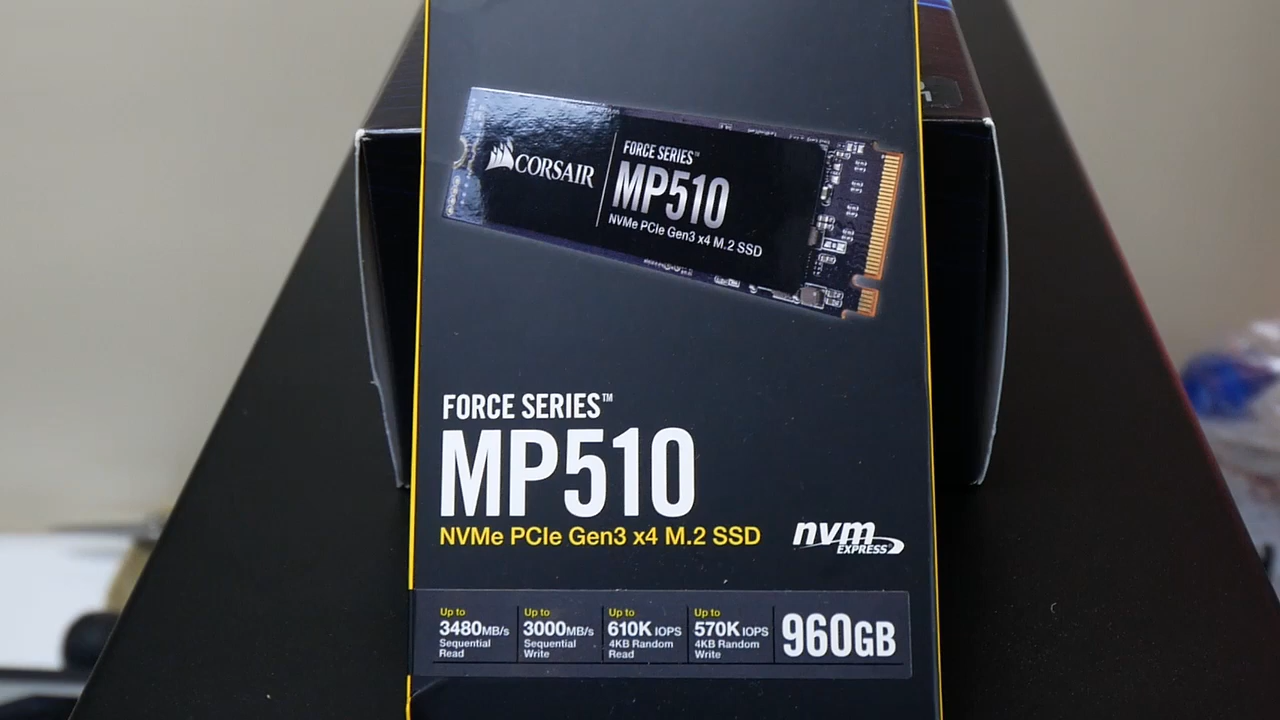 CORSAIR
FORCE SERIES™
MP510
NVMe PCIe Gen3 x4 M.2 SSD
FORCE SERIES™
MP510
NVMe PCIe Gen3 x4 M.2 SSD
nvm
EXPRESS®
Up to
3480MB/s
Sequential
Read
Up to
3000MB/s
Sequential
Write
Up to
610K IOPS
4KB Random
Read
Up to
570K IOPS
4KB Random
Write
960GB